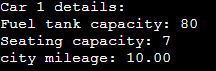 Car 1 details:
Fuel tank capacity: 80
Seating capacity: 7
city mileage: 10.00